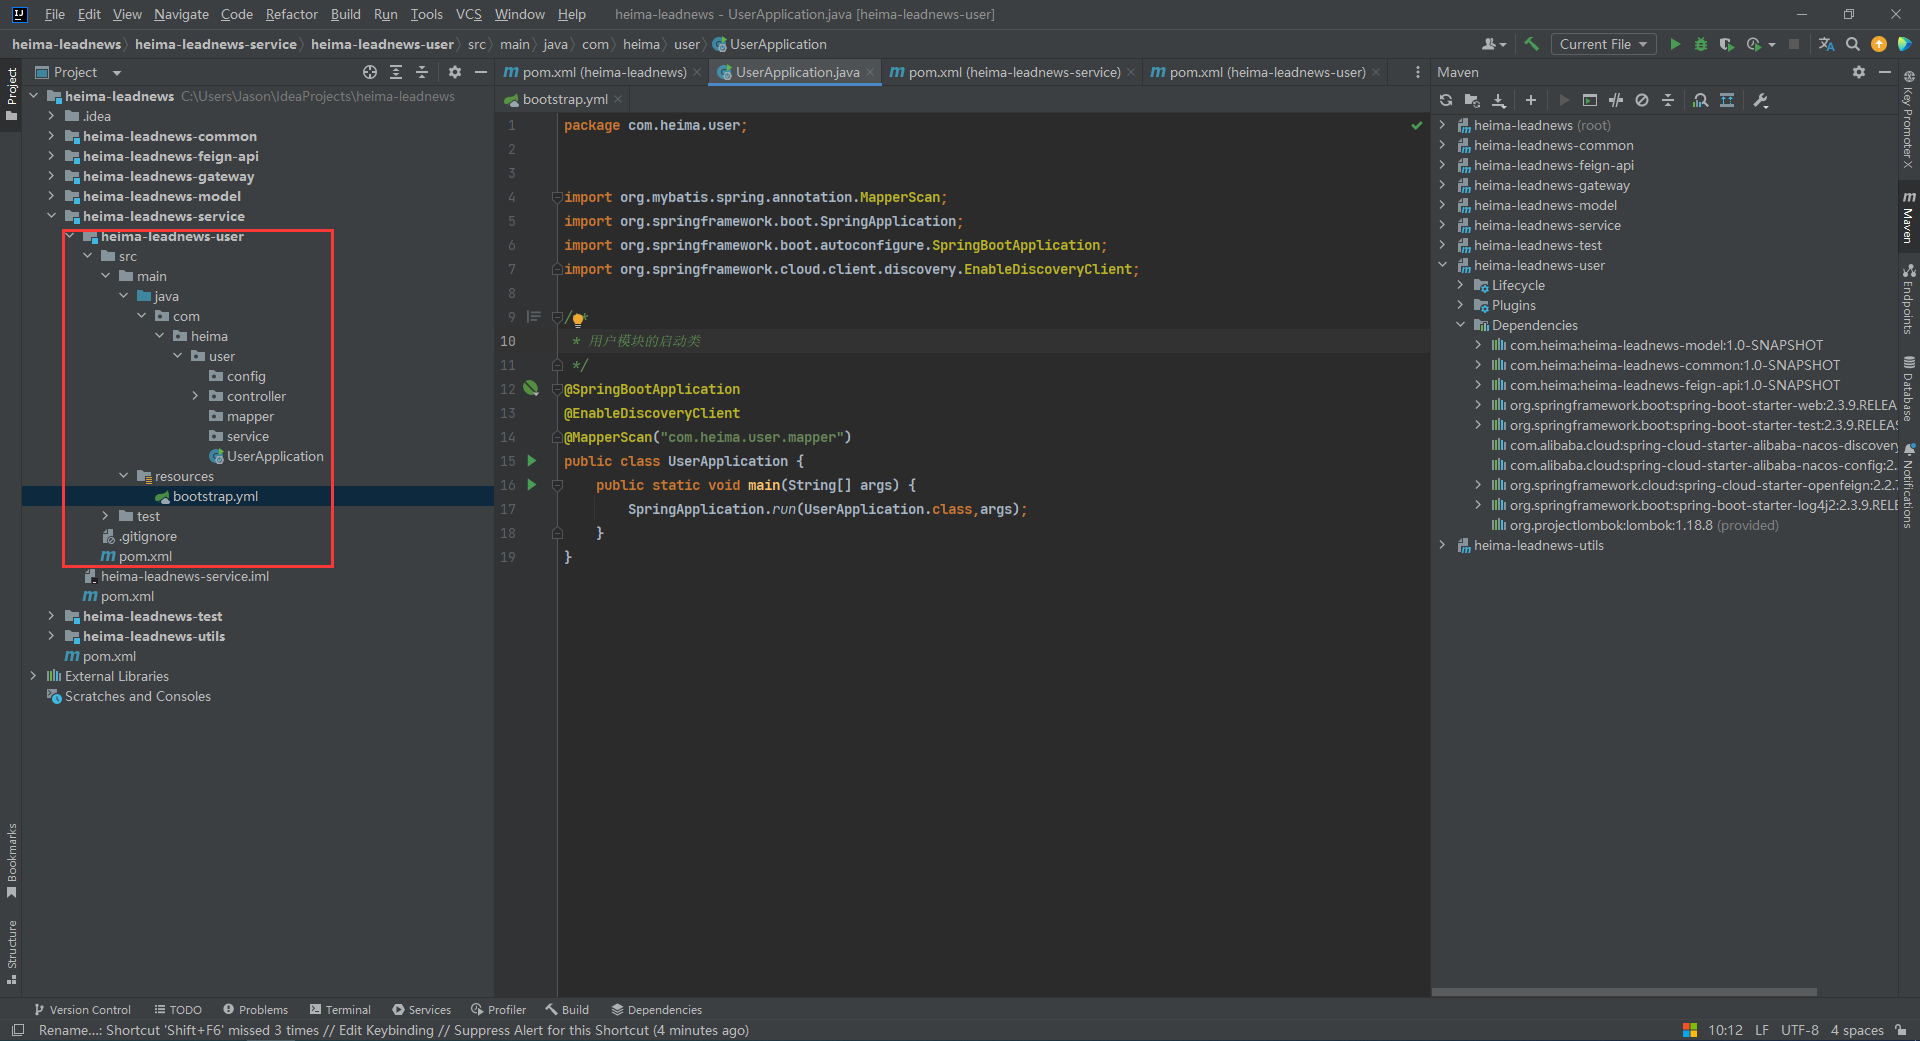 File Edit View Navigate Code Refactor Build Run Tools VCS Window Help heima-leadnews - UserApplication.java [heima-leadnews-user]
heima-leadnews heima-leadnews-service heima-leadnews-user src main java com heima user UserApplication
Current File
Project
Project
pom.xml (heima-leadnews)
UserApplication.java
pom.xml (heima-leadnews-service)
pom.xml (heima-leadnews-user)
bootstrap.yml
heima-leadnews C:\Users\Jason\IdeaProjects\heima-leadnews
.idea
heima-leadnews-common
heima-leadnews-feign-api
heima-leadnews-gateway
heima-leadnews-model
heima-leadnews-service
heima-leadnews-user
src
main
java
com
heima
user
config
controller
mapper
service
UserApplication
resources
bootstrap.yml
test
.gitignore
pom.xml
heima-leadnews-service.iml
pom.xml
heima-leadnews-test
heima-leadnews-utils
pom.xml
External Libraries
Scratches and Consoles
Bookmarks
Structure
1 package com.heima.user;
2
3
4 import org.mybatis.spring.annotation.MapperScan;
5 import org.springframework.boot.SpringApplication;
6 import org.springframework.boot.autoconfigure.SpringBootApplication;
7 import org.springframework.cloud.client.discovery.EnableDiscoveryClient;
8
9 /**
10 * 用户模块的启动类
11 */
12 @SpringBootApplication
13 @EnableDiscoveryClient
14 @MapperScan("com.heima.user.mapper")
15 public class UserApplication {
16 public static void main(String[] args) {
17 SpringApplication.run(UserApplication.class,args);
18 }
19 }
Maven
heima-leadnews (root)
heima-leadnews-common
heima-leadnews-feign-api
heima-leadnews-gateway
heima-leadnews-model
heima-leadnews-service
heima-leadnews-test
heima-leadnews-user
Lifecycle
Plugins
Dependencies
com.heima:heima-leadnews-model:1.0-SNAPSHOT
com.heima:heima-leadnews-common:1.0-SNAPSHOT
com.heima:heima-leadnews-feign-api:1.0-SNAPSHOT
org.springframework.boot:spring-boot-starter-web:2.3.9.RELEA
org.springframework.boot:spring-boot-starter-test:2.3.9.RELEAS
com.alibaba.cloud:spring-cloud-starter-alibaba-nacos-discovery
com.alibaba.cloud:spring-cloud-starter-alibaba-nacos-config:2.
org.springframework.cloud:spring-cloud-starter-openfeign:2.2.7
org.springframework.boot:spring-boot-starter-log4j2:2.3.9.RELE
org.projectlombok:lombok:1.18.8 (provided)
heima-leadnews-utils
Key Promoter X
Maven
Endpoints
Database
Notifications
Version Control TODO Problems Terminal Services Profiler Build Dependencies
Rename...: Shortcut 'Shift+F6' missed 3 times // Edit Keybinding // Suppress Alert for this Shortcut (4 minutes ago)
10:12 LF UTF-8 4 spaces